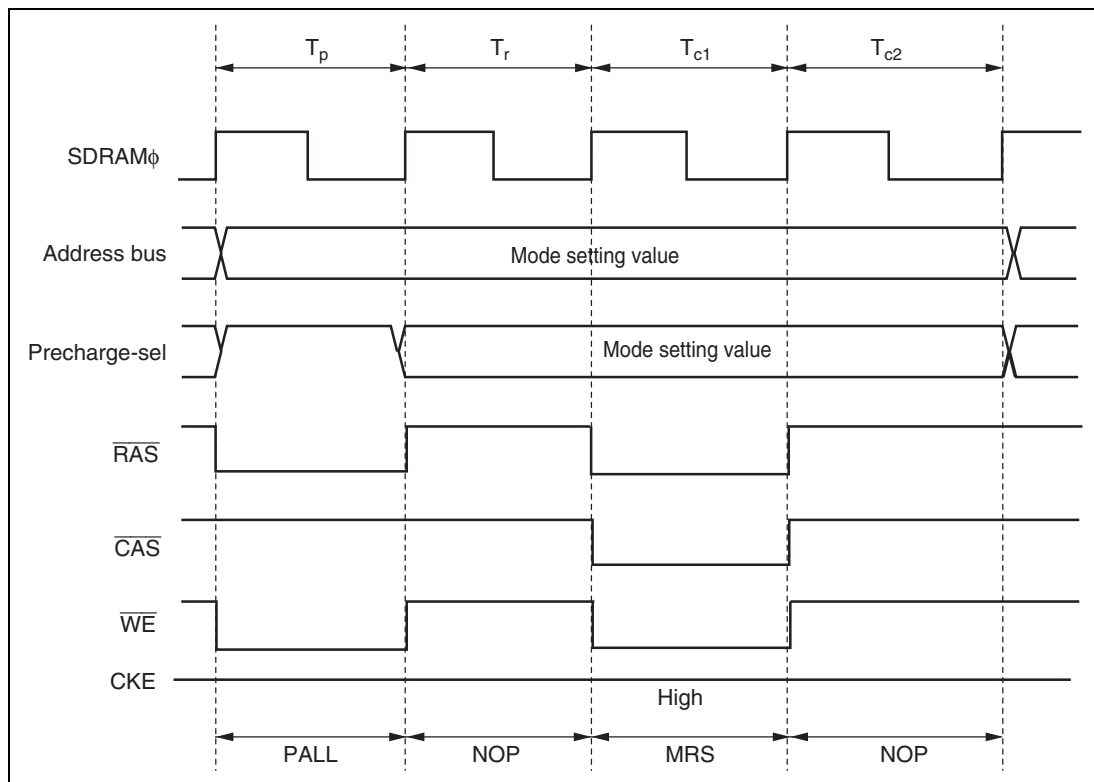 Tp Tr Tc1 Tc2
SDRAMϕ
Address bus Mode setting value
Precharge-sel Mode setting value
RAS
CAS
WE
CKE High
PALL NOP MRS NOP